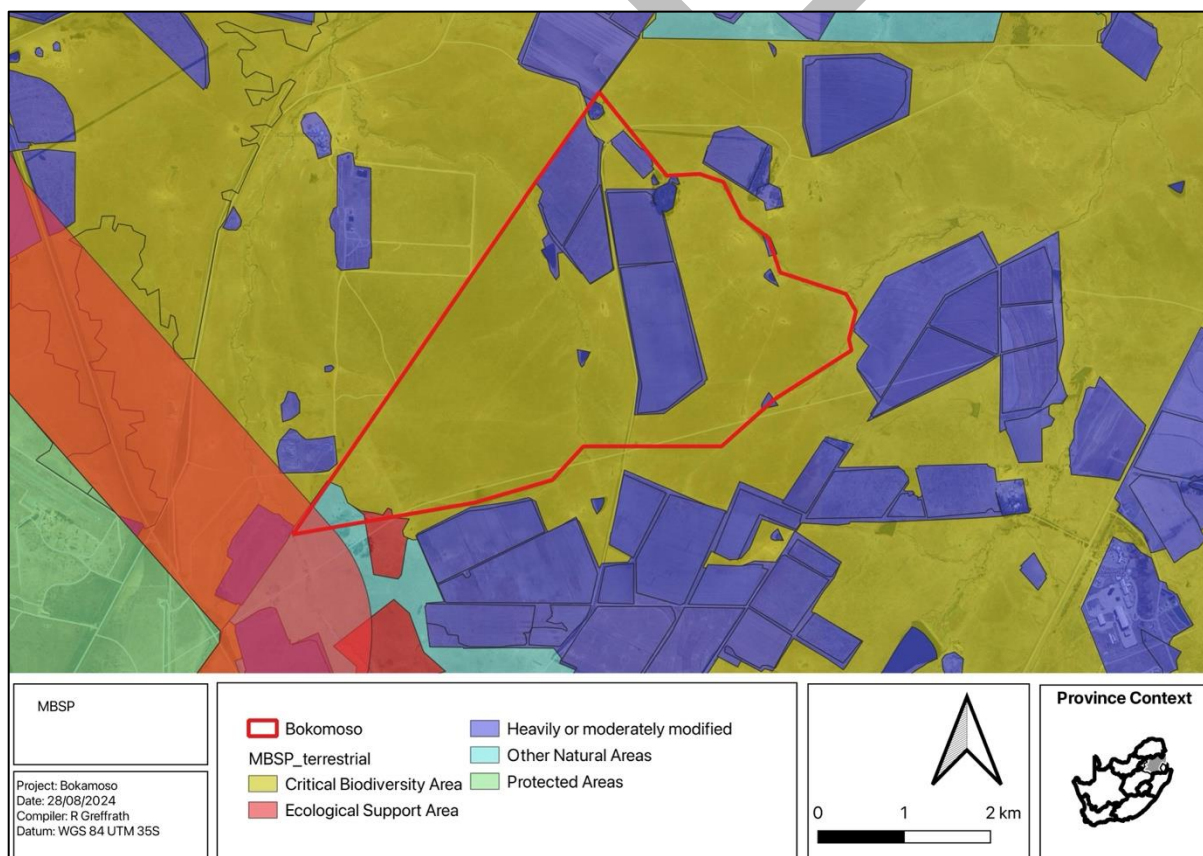 MBSP
Project: Bokamoso
Date: 28/08/2024
Compiler: R Greffrath
Datum: WGS 84 UTM 35S
Bokomoso
MBSP_terrestrial
Critical Biodiversity Area
Ecological Support Area
Heavily or moderately modified
Other Natural Areas
Protected Areas
0 1 2 km
Province Context